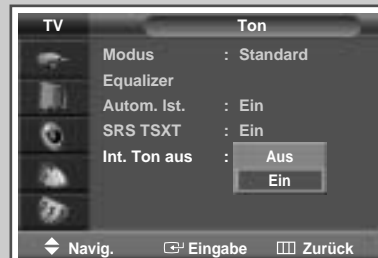 TV Ton
Modus : Standard
Equalizer
Autom. lst. : Ein
SRS TSXT : Ein
Int. Ton aus : Aus
Ein
Navig. Eingabe Zurück